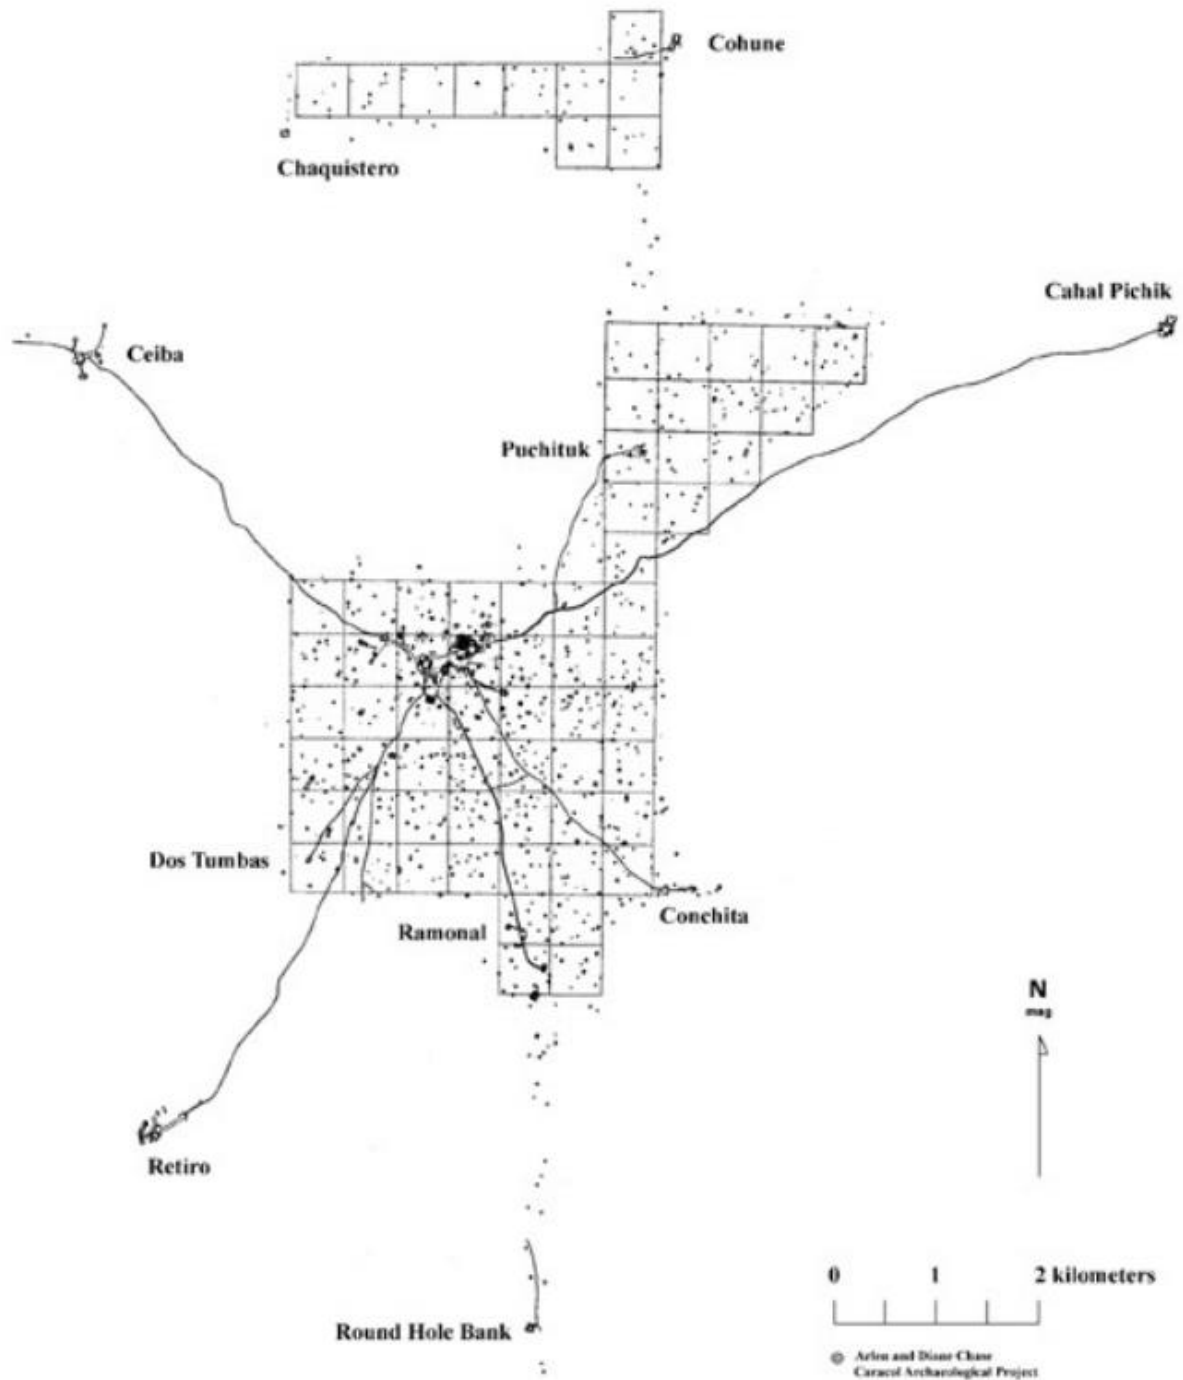 Cohune
Chaquistero
Cahal Pichik
Ceiba
Puchituk
Dos Tumbas
Conchita
Ramonal
N
mag
Retiro
0 1 2 kilometers
Round Hole Bank
© Arlen and Diane Chase
Caracol Archaeological Project